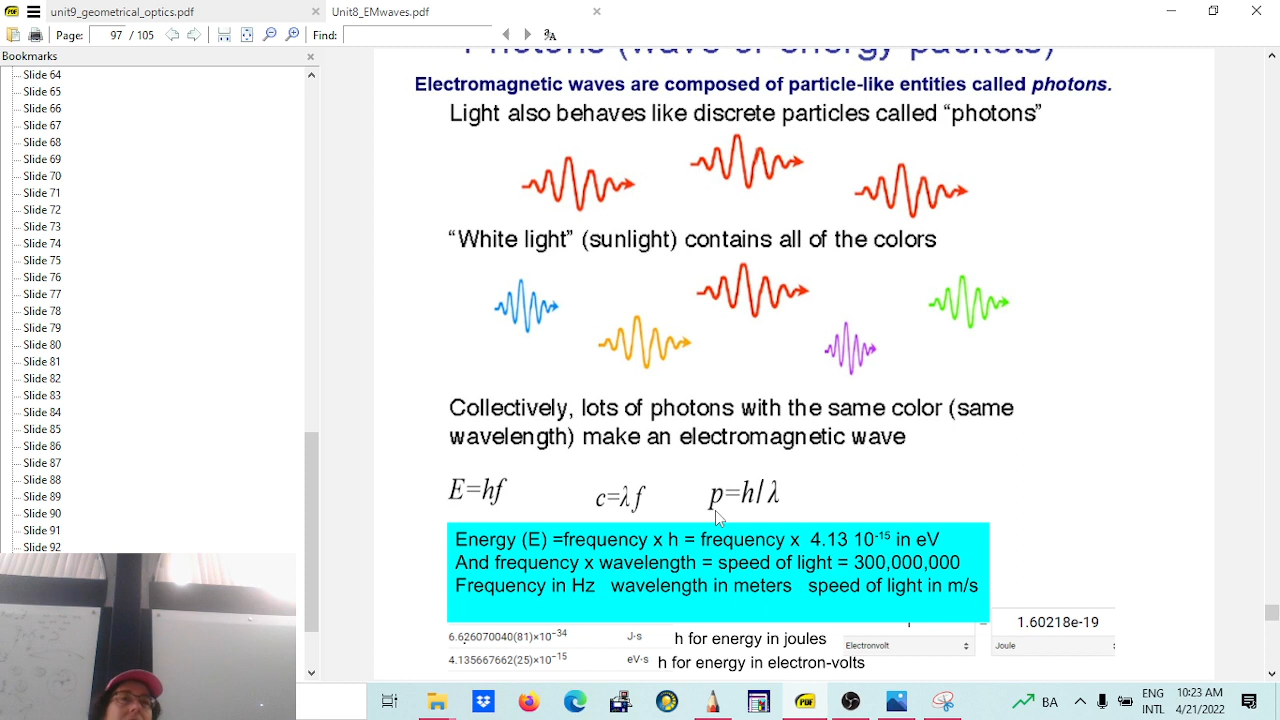 unit9_geometrical_optics.pdf
Unit8_EMwaves.pdf
Page: 97 / 105
Find:
Bookmarks
Slide 64
Slide 65
Slide 66
Slide 67
Slide 68
Slide 69
Slide 70
Slide 71
Slide 72
Slide 73
Slide 74
Slide 75
Slide 76
Slide 77
Slide 78
Slide 79
Slide 80
Slide 81
Slide 82
Slide 83
Slide 84
Slide 85
Slide 86
Slide 87
Slide 88
Slide 89
Slide 90
Slide 91
Slide 92
Photons (wave or energy packets)
Electromagnetic waves are composed of particle-like entities called photons.
Light also behaves like discrete particles called “photons”
“White light” (sunlight) contains all of the colors
Collectively, lots of photons with the same color (same
wavelength) make an electromagnetic wave
E=hf c=λf p=h/λ
Energy (E) =frequency x h = frequency x 4.13 10⁻¹⁵ in eV
And frequency x wavelength = speed of light = 300,000,000
Frequency in Hz wavelength in meters speed of light in m/s
6.626070040(81)×10⁻³⁴ J·s h for energy in joules
4.135667662(25)×10⁻¹⁵ eV·s h for energy in electron-volts
1.60218e-19
Electronvolt
Joule
PDF
BA
ENG
INTL
10:23 AM
4/21/2022